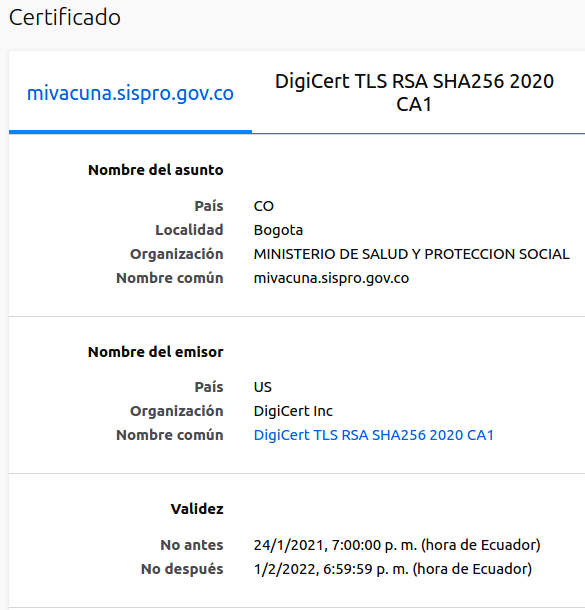 Certificado
mivacuna.sispro.gov.co
DigiCert TLS RSA SHA256 2020
CA1
Nombre del asunto
País CO
Localidad Bogota
Organización MINISTERIO DE SALUD Y PROTECCION SOCIAL
Nombre común mivacuna.sispro.gov.co
Nombre del emisor
País US
Organización DigiCert Inc
Nombre común DigiCert TLS RSA SHA256 2020 CA1
Validez
No antes 24/1/2021, 7:00:00 p. m. (hora de Ecuador)
No después 1/2/2022, 6:59:59 p. m. (hora de Ecuador)